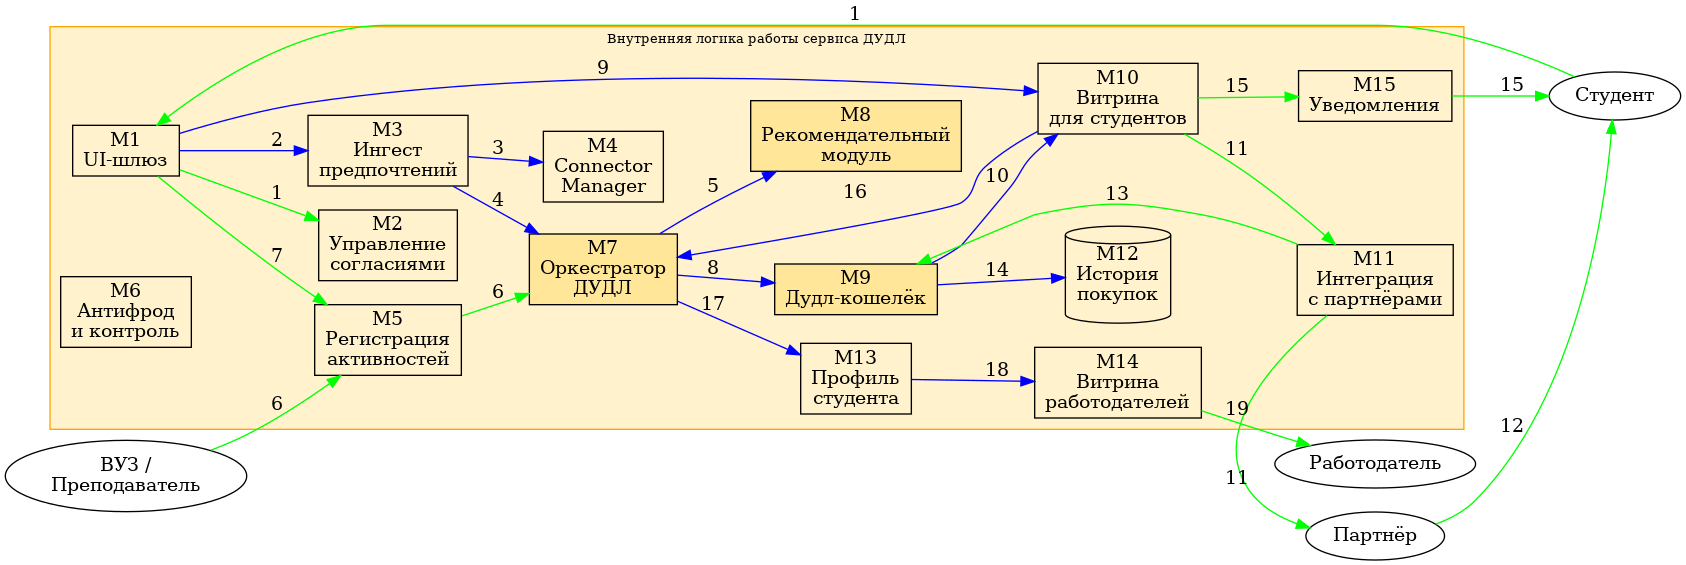 1
Внутренняя логика работы сервиса ДУДЛ
M1
UI-шлюз
M2
Управление
согласиями
M3
Ингест
предпочтений
M4
Connector
Manager
M5
Регистрация
активностей
M6
Антифрод
и контроль
M7
Оркестратор
ДУДЛ
M8
Рекомендательный
модуль
M9
Дудл-кошелёк
M10
Витрина
для студентов
M11
Интеграция
с партнёрами
M12
История
покупок
M13
Профиль
студента
M14
Витрина
работодателей
M15
Уведомления
Студент
ВУЗ /
Преподаватель
Работодатель
Партнёр
9
2
1
7
3
4
6
6
5
8
17
16
10
14
13
18
15
15
11
11
19
12